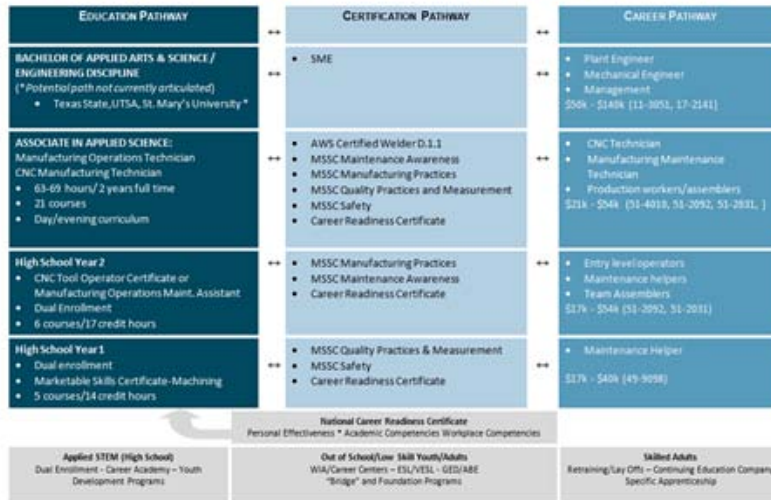 EDUCATION PATHWAY
CERTIFICATION PATHWAY
CAREER PATHWAY
BACHELOR OF APPLIED ARTS & SCIENCE /
ENGINEERING DISCIPLINE
(*Potential path not currently articulated)
• Texas State, UTSA, St. Mary's University *
↔
• SME
↔
• Plant Engineer
• Mechanical Engineer
• Management
$50k - $140k (11-3051, 17-2141)
ASSOCIATE IN APPLIED SCIENCE:
Manufacturing Operations Technician
CNC Manufacturing Technician
• 63-69 hours/ 2 years full time
• 21 courses
• Day/evening curriculum
↔
• AWS Certified Welder D.1.1
• MSSC Maintenance Awareness
• MSSC Manufacturing Practices
• MSSC Quality Practices and Measurement
• MSSC Safety
• Career Readiness Certificate
↔
• CNC Technician
• Manufacturing Maintenance
Technician
• Production workers/assemblers
$21k - $54k (51-4010, 51-2092, 51-2031, )
High School Year 2
• CNC Tool Operator Certificate or
Manufacturing Operations Maint. Assistant
• Dual Enrollment
• 6 courses/17 credit hours
↔
• MSSC Manufacturing Practices
• MSSC Maintenance Awareness
• Career Readiness Certificate
↔
• Entry level operators
• Maintenance helpers
• Team Assemblers
$17k - $54k (51-2092, 51-2031)
High School Year 1
• Dual enrollment
• Marketable Skills Certificate-Machining
• 5 courses/14 credit hours
↔
• MSSC Quality Practices & Measurement
• MSSC Safety
• Career Readiness Certificate
↔
• Maintenance Helper
$17k - $40k (49-9098)
National Career Readiness Certificate
Personal Effectiveness * Academic Competencies Workplace Competencies
Applied STEM (High School)
Dual Enrollment - Career Academy – Youth
Development Programs
Out of School/Low Skill Youth/Adults
WIA/Career Centers – ESL/VESL - GED/ABE
"Bridge" and Foundation Programs
Skilled Adults
Retraining/Lay Offs – Continuing Education Company
Specific Apprenticeship